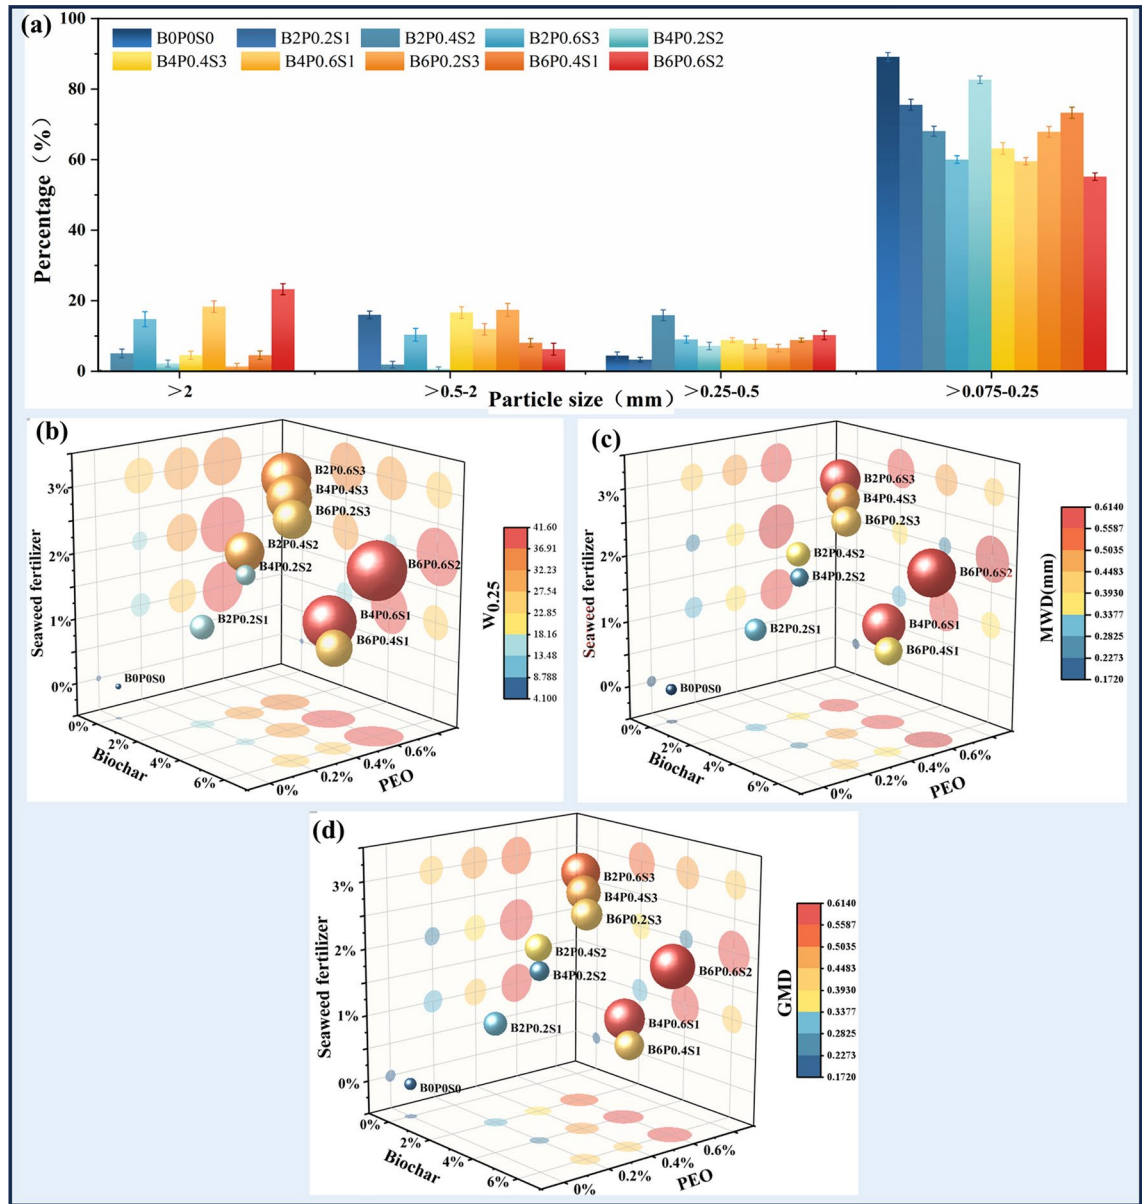 (a)
100
80
60
40
20
0
Percentage（%）
B0P0S0 B2P0.2S1 B2P0.4S2 B2P0.6S3 B4P0.2S2
B4P0.4S3 B4P0.6S1 B6P0.2S3 B6P0.4S1 B6P0.6S2
>2 >0.5-2 >0.25-0.5 >0.075-0.25
Particle size（mm）
(b)
Seaweed fertilizer
3%
2%
1%
0%
B2P0.6S3
B4P0.4S3
B6P0.2S3
B2P0.4S2
B4P0.2S2
B6P0.6S2
B4P0.6S1
B2P0.2S1
B6P0.4S1
B0P0S0
0%
2%
4%
6%
Biochar
0%
0.2%
0.4%
0.6%
PEO
W0.25
41.60
36.91
32.23
27.54
22.85
18.16
13.48
8.788
4.100
(c)
Seaweed fertilizer
3%
2%
1%
0%
B2P0.6S3
B4P0.4S3
B6P0.2S3
B2P0.4S2
B4P0.2S2
B6P0.6S2
B4P0.6S1
B2P0.2S1
B6P0.4S1
B0P0S0
0%
2%
4%
6%
Biochar
0%
0.2%
0.4%
0.6%
PEO
MWD(mm)
0.6140
0.5587
0.5035
0.4483
0.3930
0.3377
0.2825
0.2273
0.1720
(d)
Seaweed fertilizer
3%
2%
1%
0%
B2P0.6S3
B4P0.4S3
B6P0.2S3
B2P0.4S2
B4P0.2S2
B6P0.6S2
B4P0.6S1
B2P0.2S1
B6P0.4S1
B0P0S0
0%
2%
4%
6%
Biochar
0%
0.2%
0.4%
0.6%
PEO
GMD
0.6140
0.5587
0.5035
0.4483
0.3930
0.3377
0.2825
0.2273
0.1720